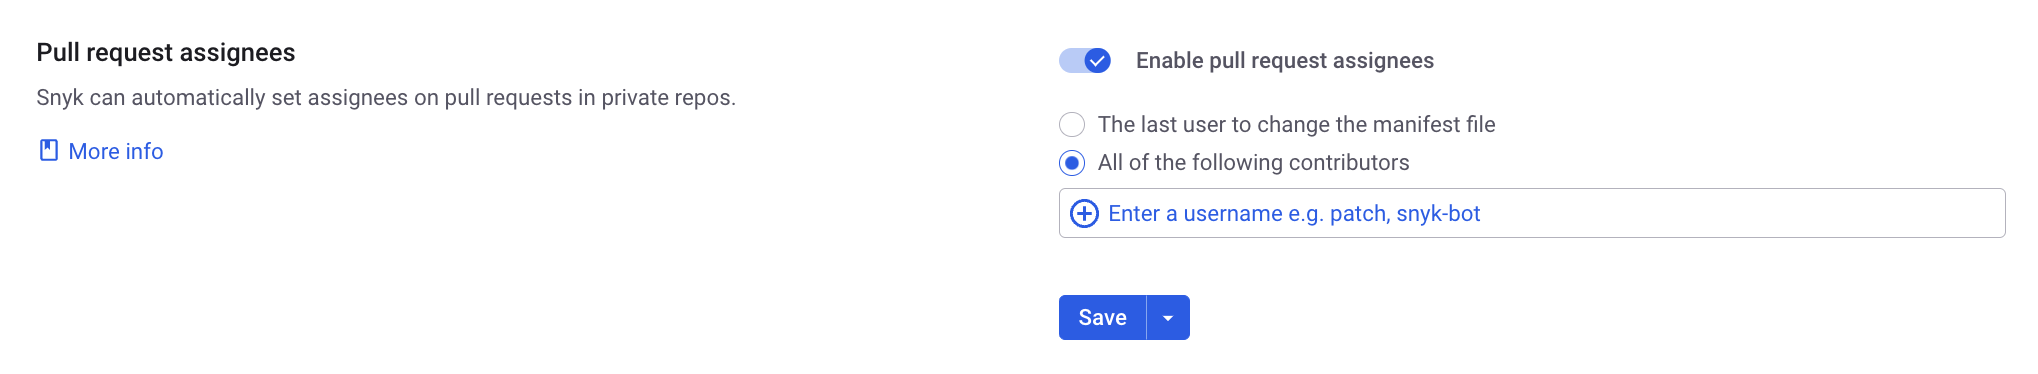 Pull request assignees
Snyk can automatically set assignees on pull requests in private repos.
More info
Enable pull request assignees
The last user to change the manifest file
All of the following contributors
Enter a username e.g. patch, snyk-bot
Save